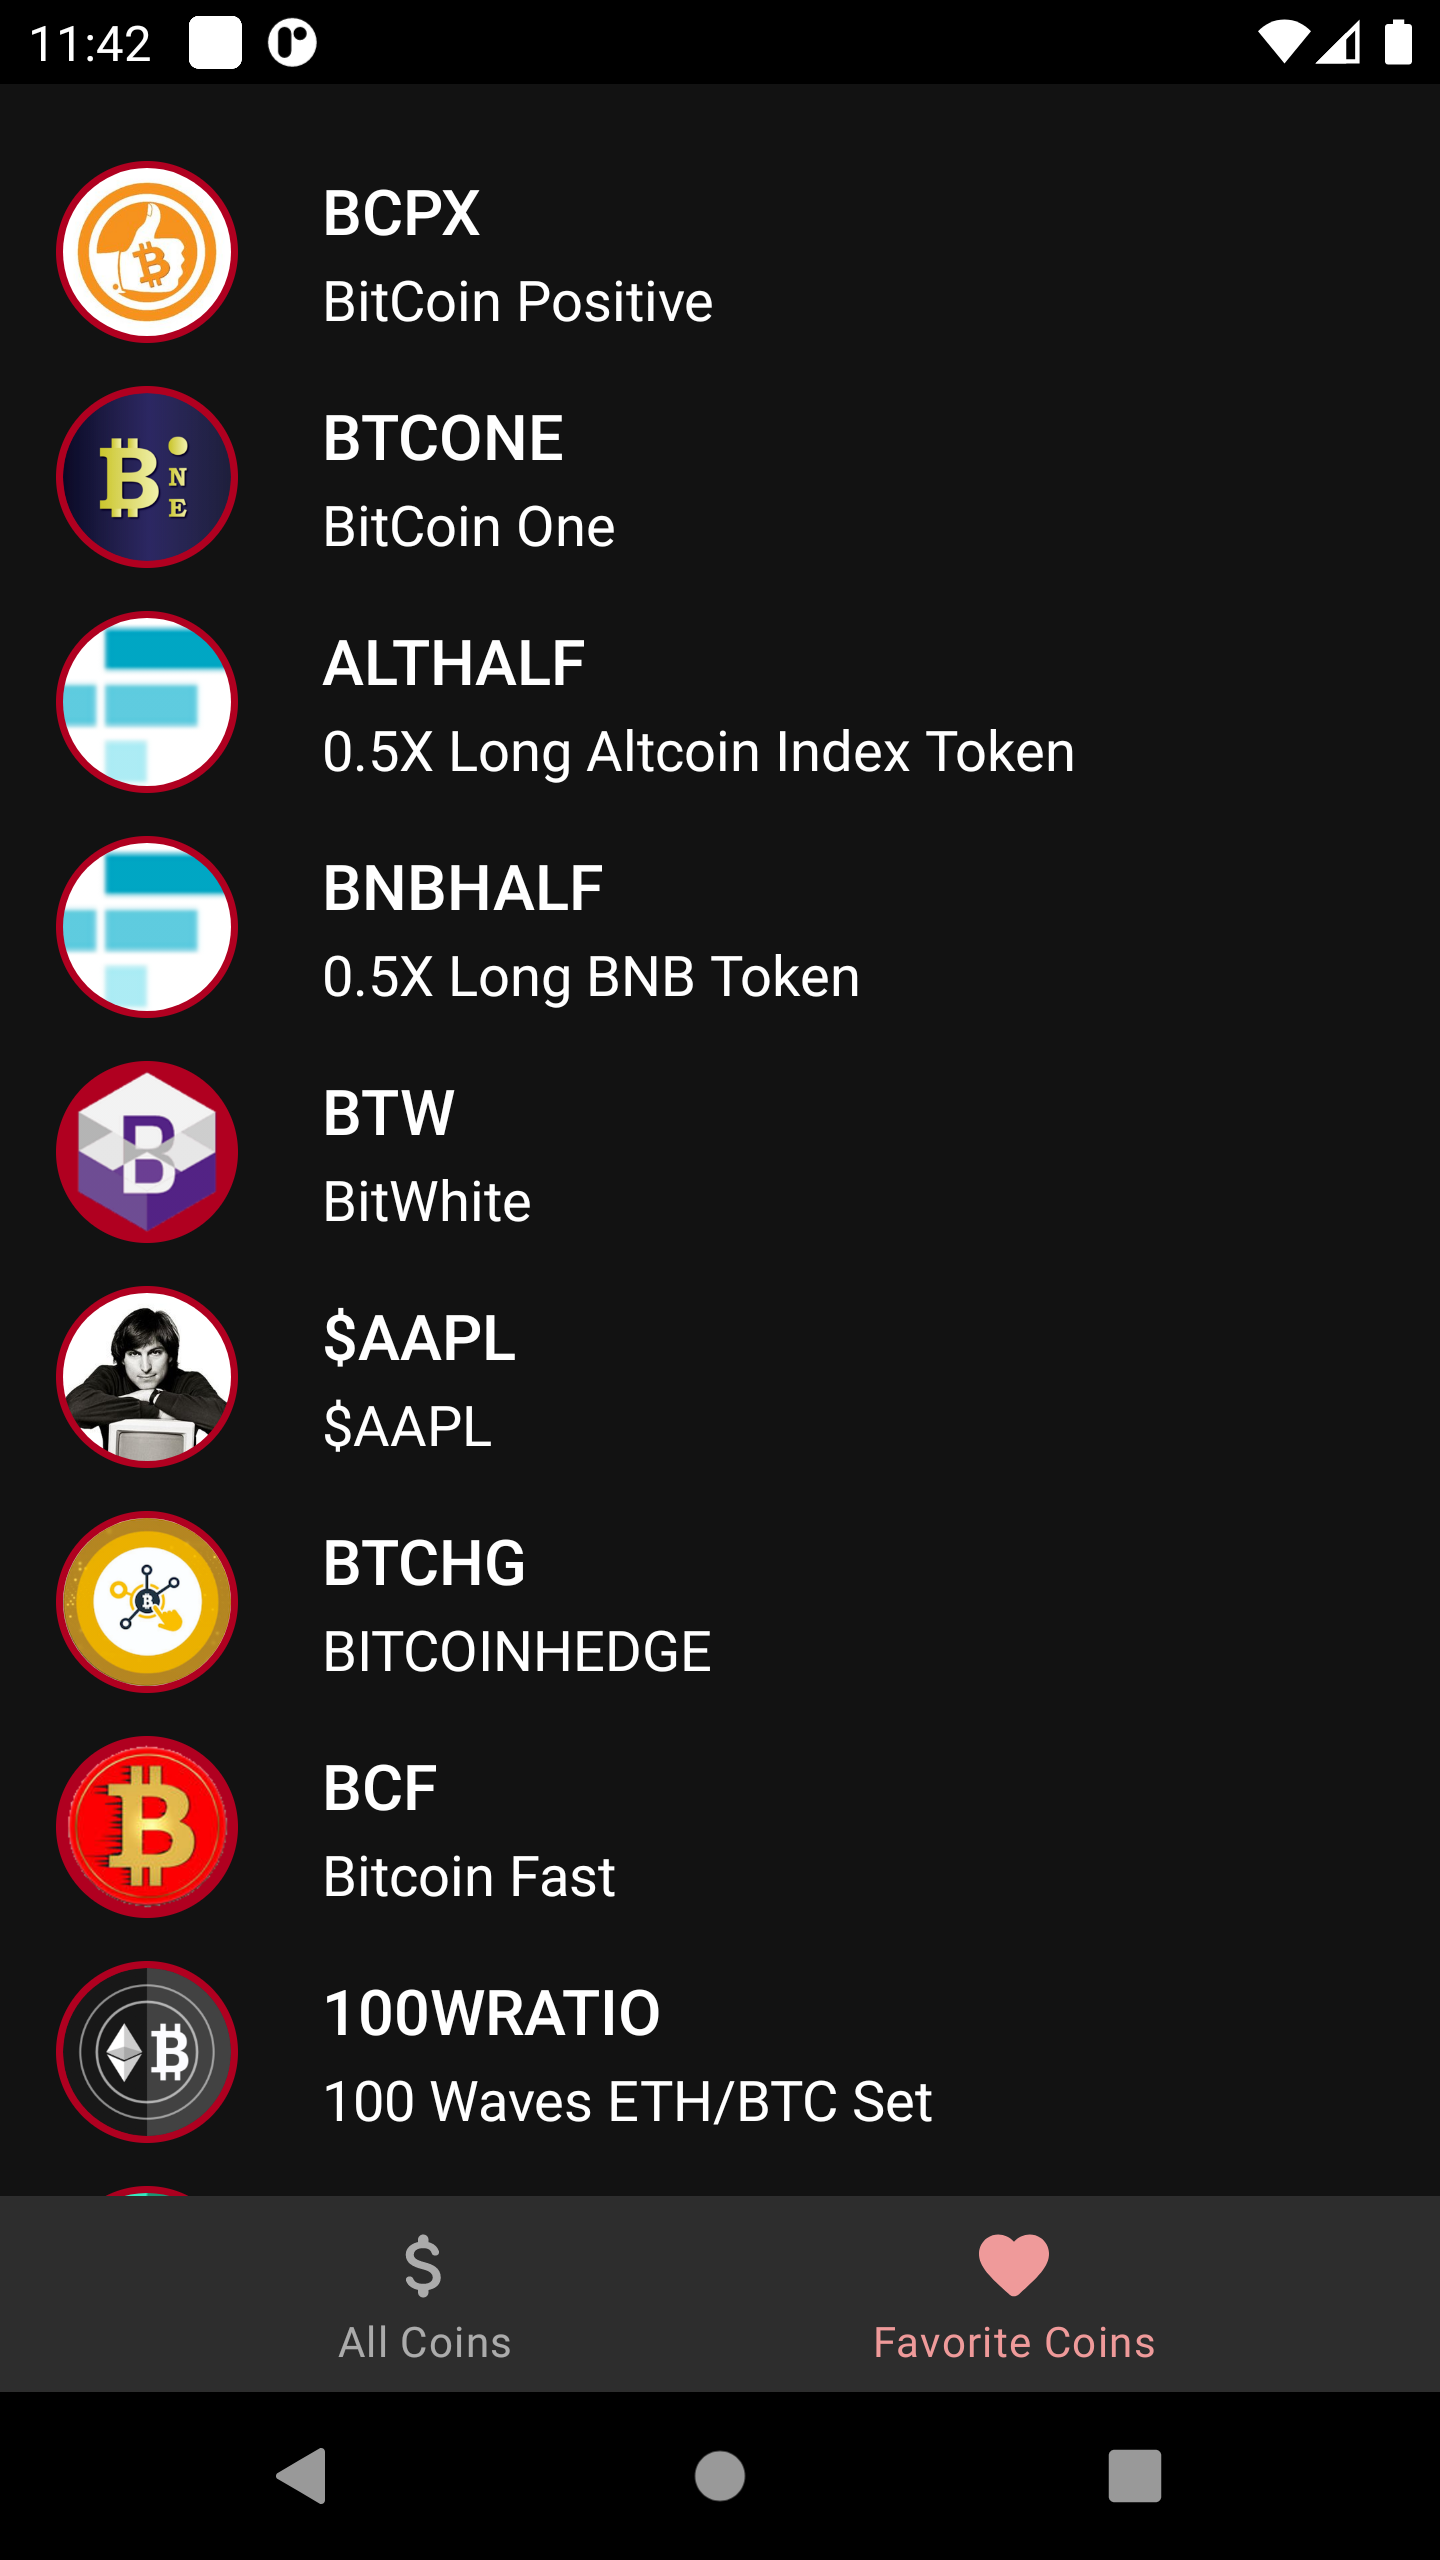 11:42
BCPX
BitCoin Positive
B
N
E
BTCONE
BitCoin One
ALTHALF
0.5X Long Altcoin Index Token
BNBHALF
0.5X Long BNB Token
B
BTW
BitWhite
$AAPL
$AAPL
BTCHG
BITCOINHEDGE
BCF
Bitcoin Fast
100WRATIO
100 Waves ETH/BTC Set
$
All Coins
Favorite Coins